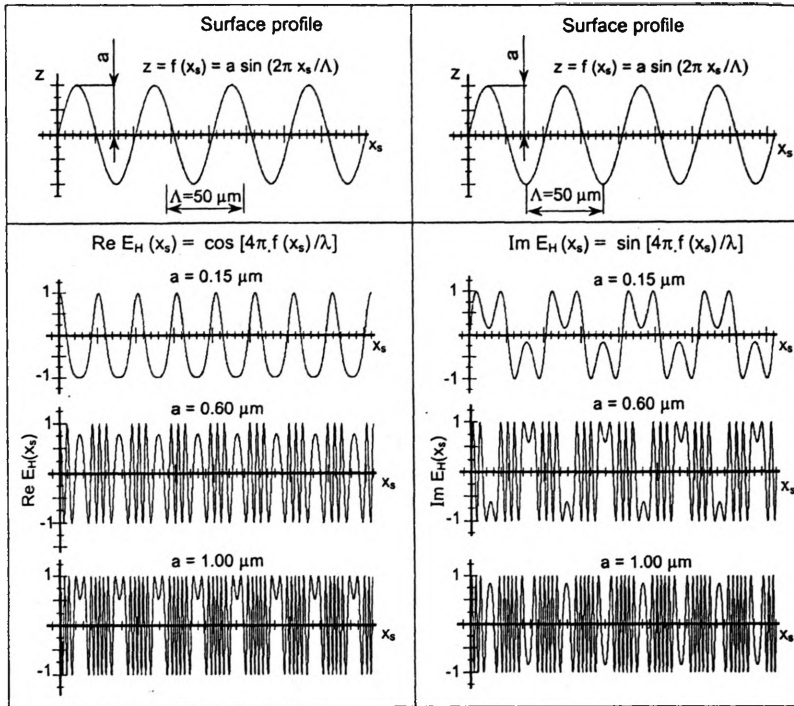 Surface profile
a
z = f (xs) = a sin (2π xs/Λ)
z
xs
Λ=50 μm
Surface profile
a
z = f (xs) = a sin (2π xs/Λ)
z
xs
Λ=50 μm
Re EH (xs) = cos [4π.f (xs)/λ]
a = 0.15 μm
1
-1
xs
a = 0.60 μm
1
-1
xs
Re EH(xs)
a = 1.00 μm
1
-1
xs
Im EH (xs) = sin [4π.f (xs)/λ]
a = 0.15 μm
1
-1
xs
a = 0.60 μm
1
-1
xs
Im EH(xs)
a = 1.00 μm
1
-1
xs